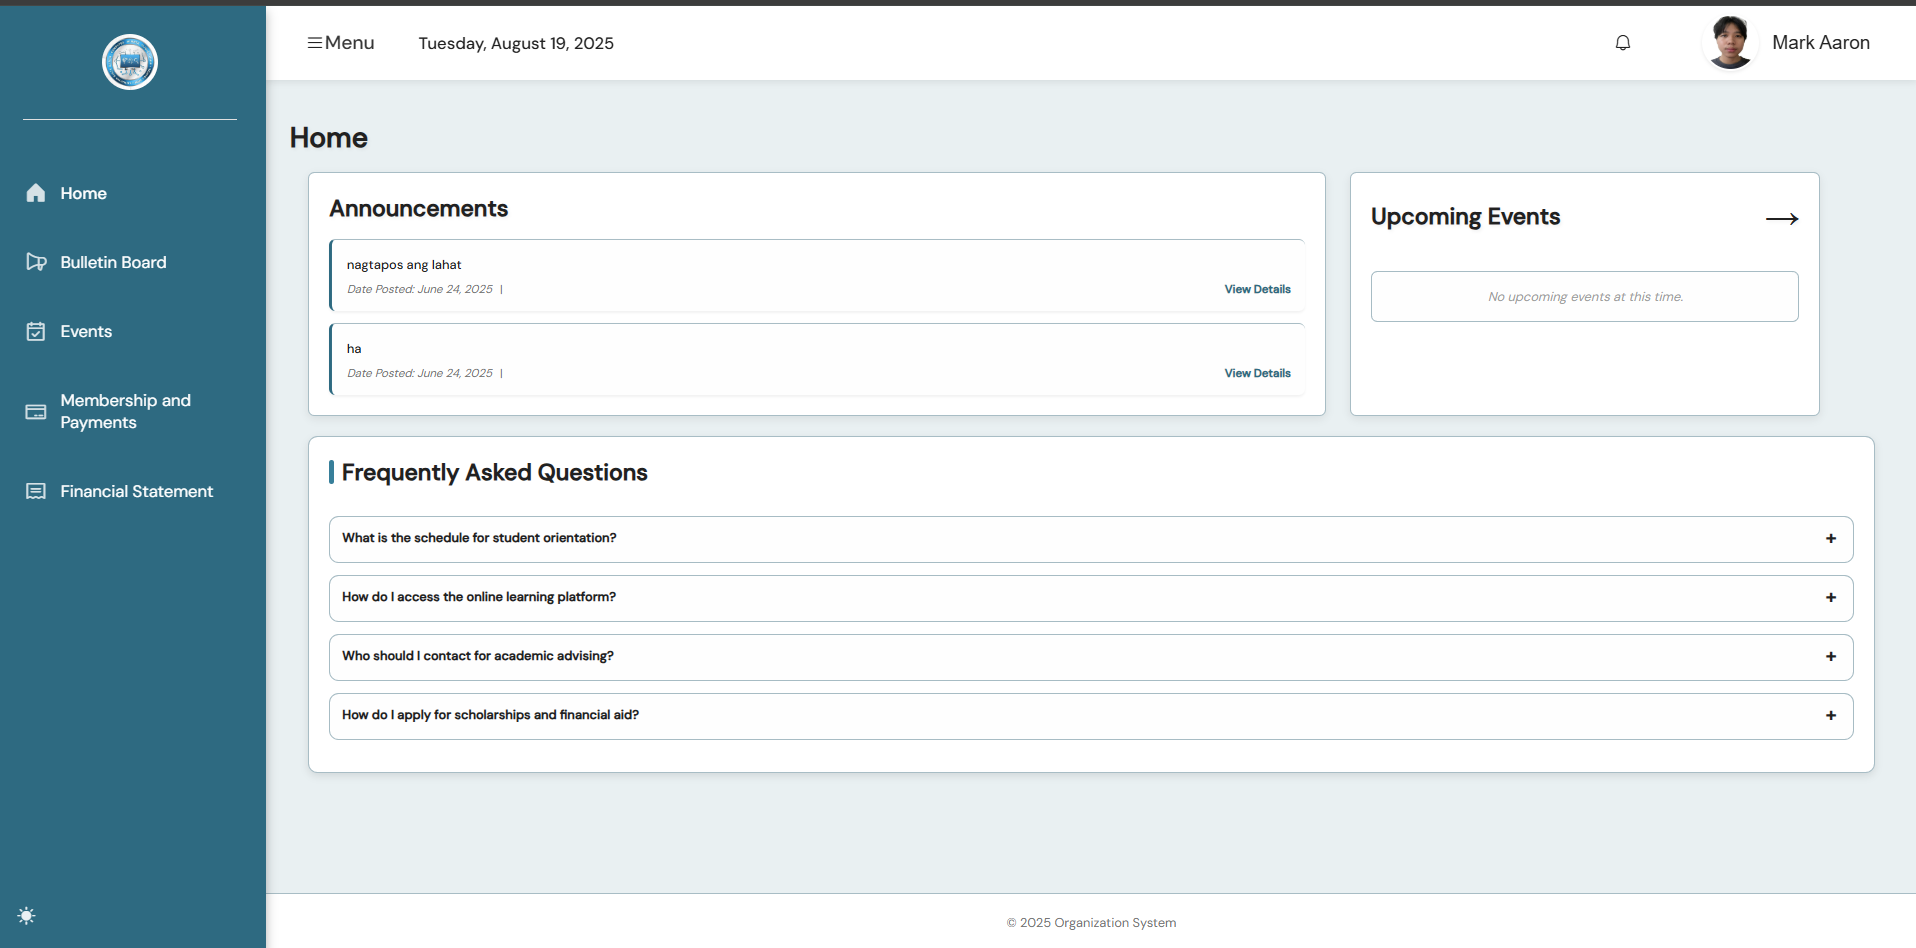 Menu
Tuesday, August 19, 2025
Mark Aaron
Home
Bulletin Board
Events
Membership and
Payments
Financial Statement
Home
Announcements
nagtapos ang lahat
Date Posted: June 24, 2025 |
View Details
ha
Date Posted: June 24, 2025 |
View Details
Upcoming Events
No upcoming events at this time.
Frequently Asked Questions
What is the schedule for student orientation?
+
How do I access the online learning platform?
+
Who should I contact for academic advising?
+
How do I apply for scholarships and financial aid?
+
© 2025 Organization System